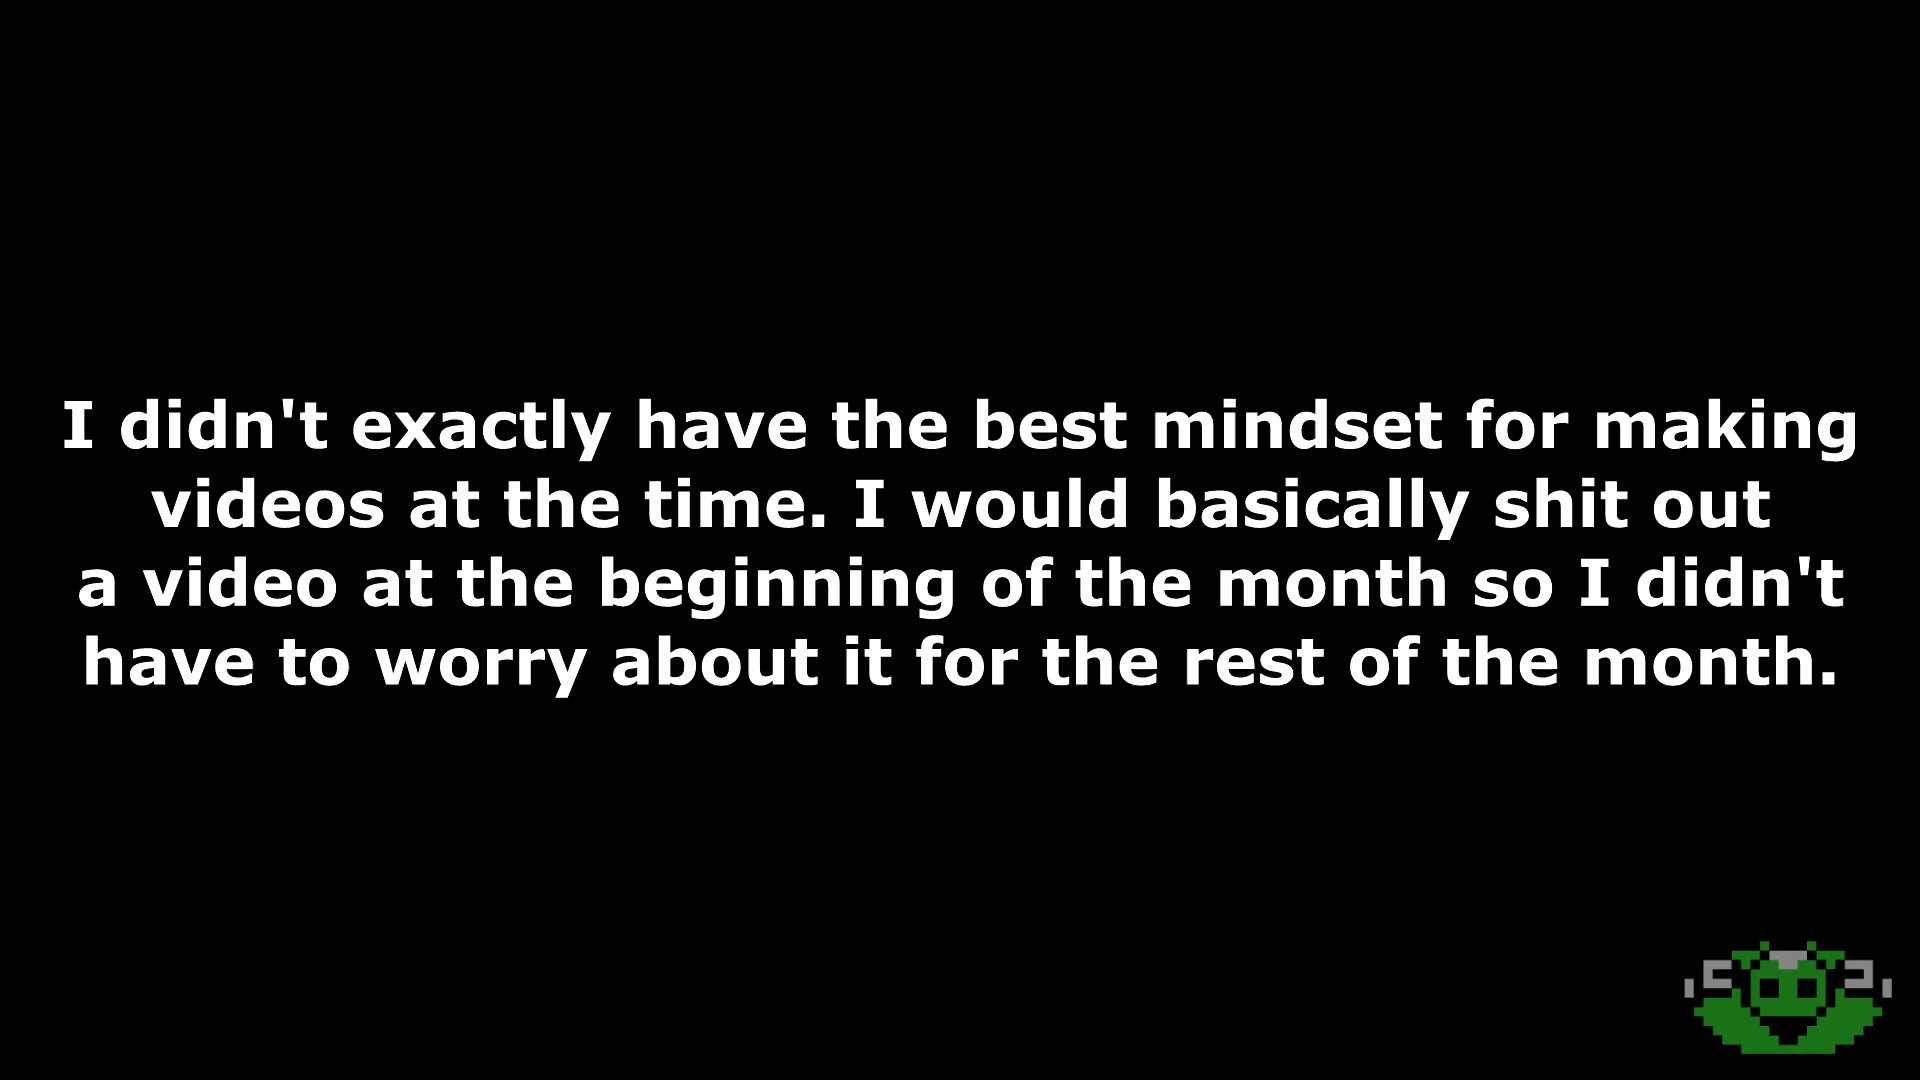 I didn't exactly have the best mindset for making
videos at the time. I would basically shit out
a video at the beginning of the month so I didn't
have to worry about it for the rest of the month.